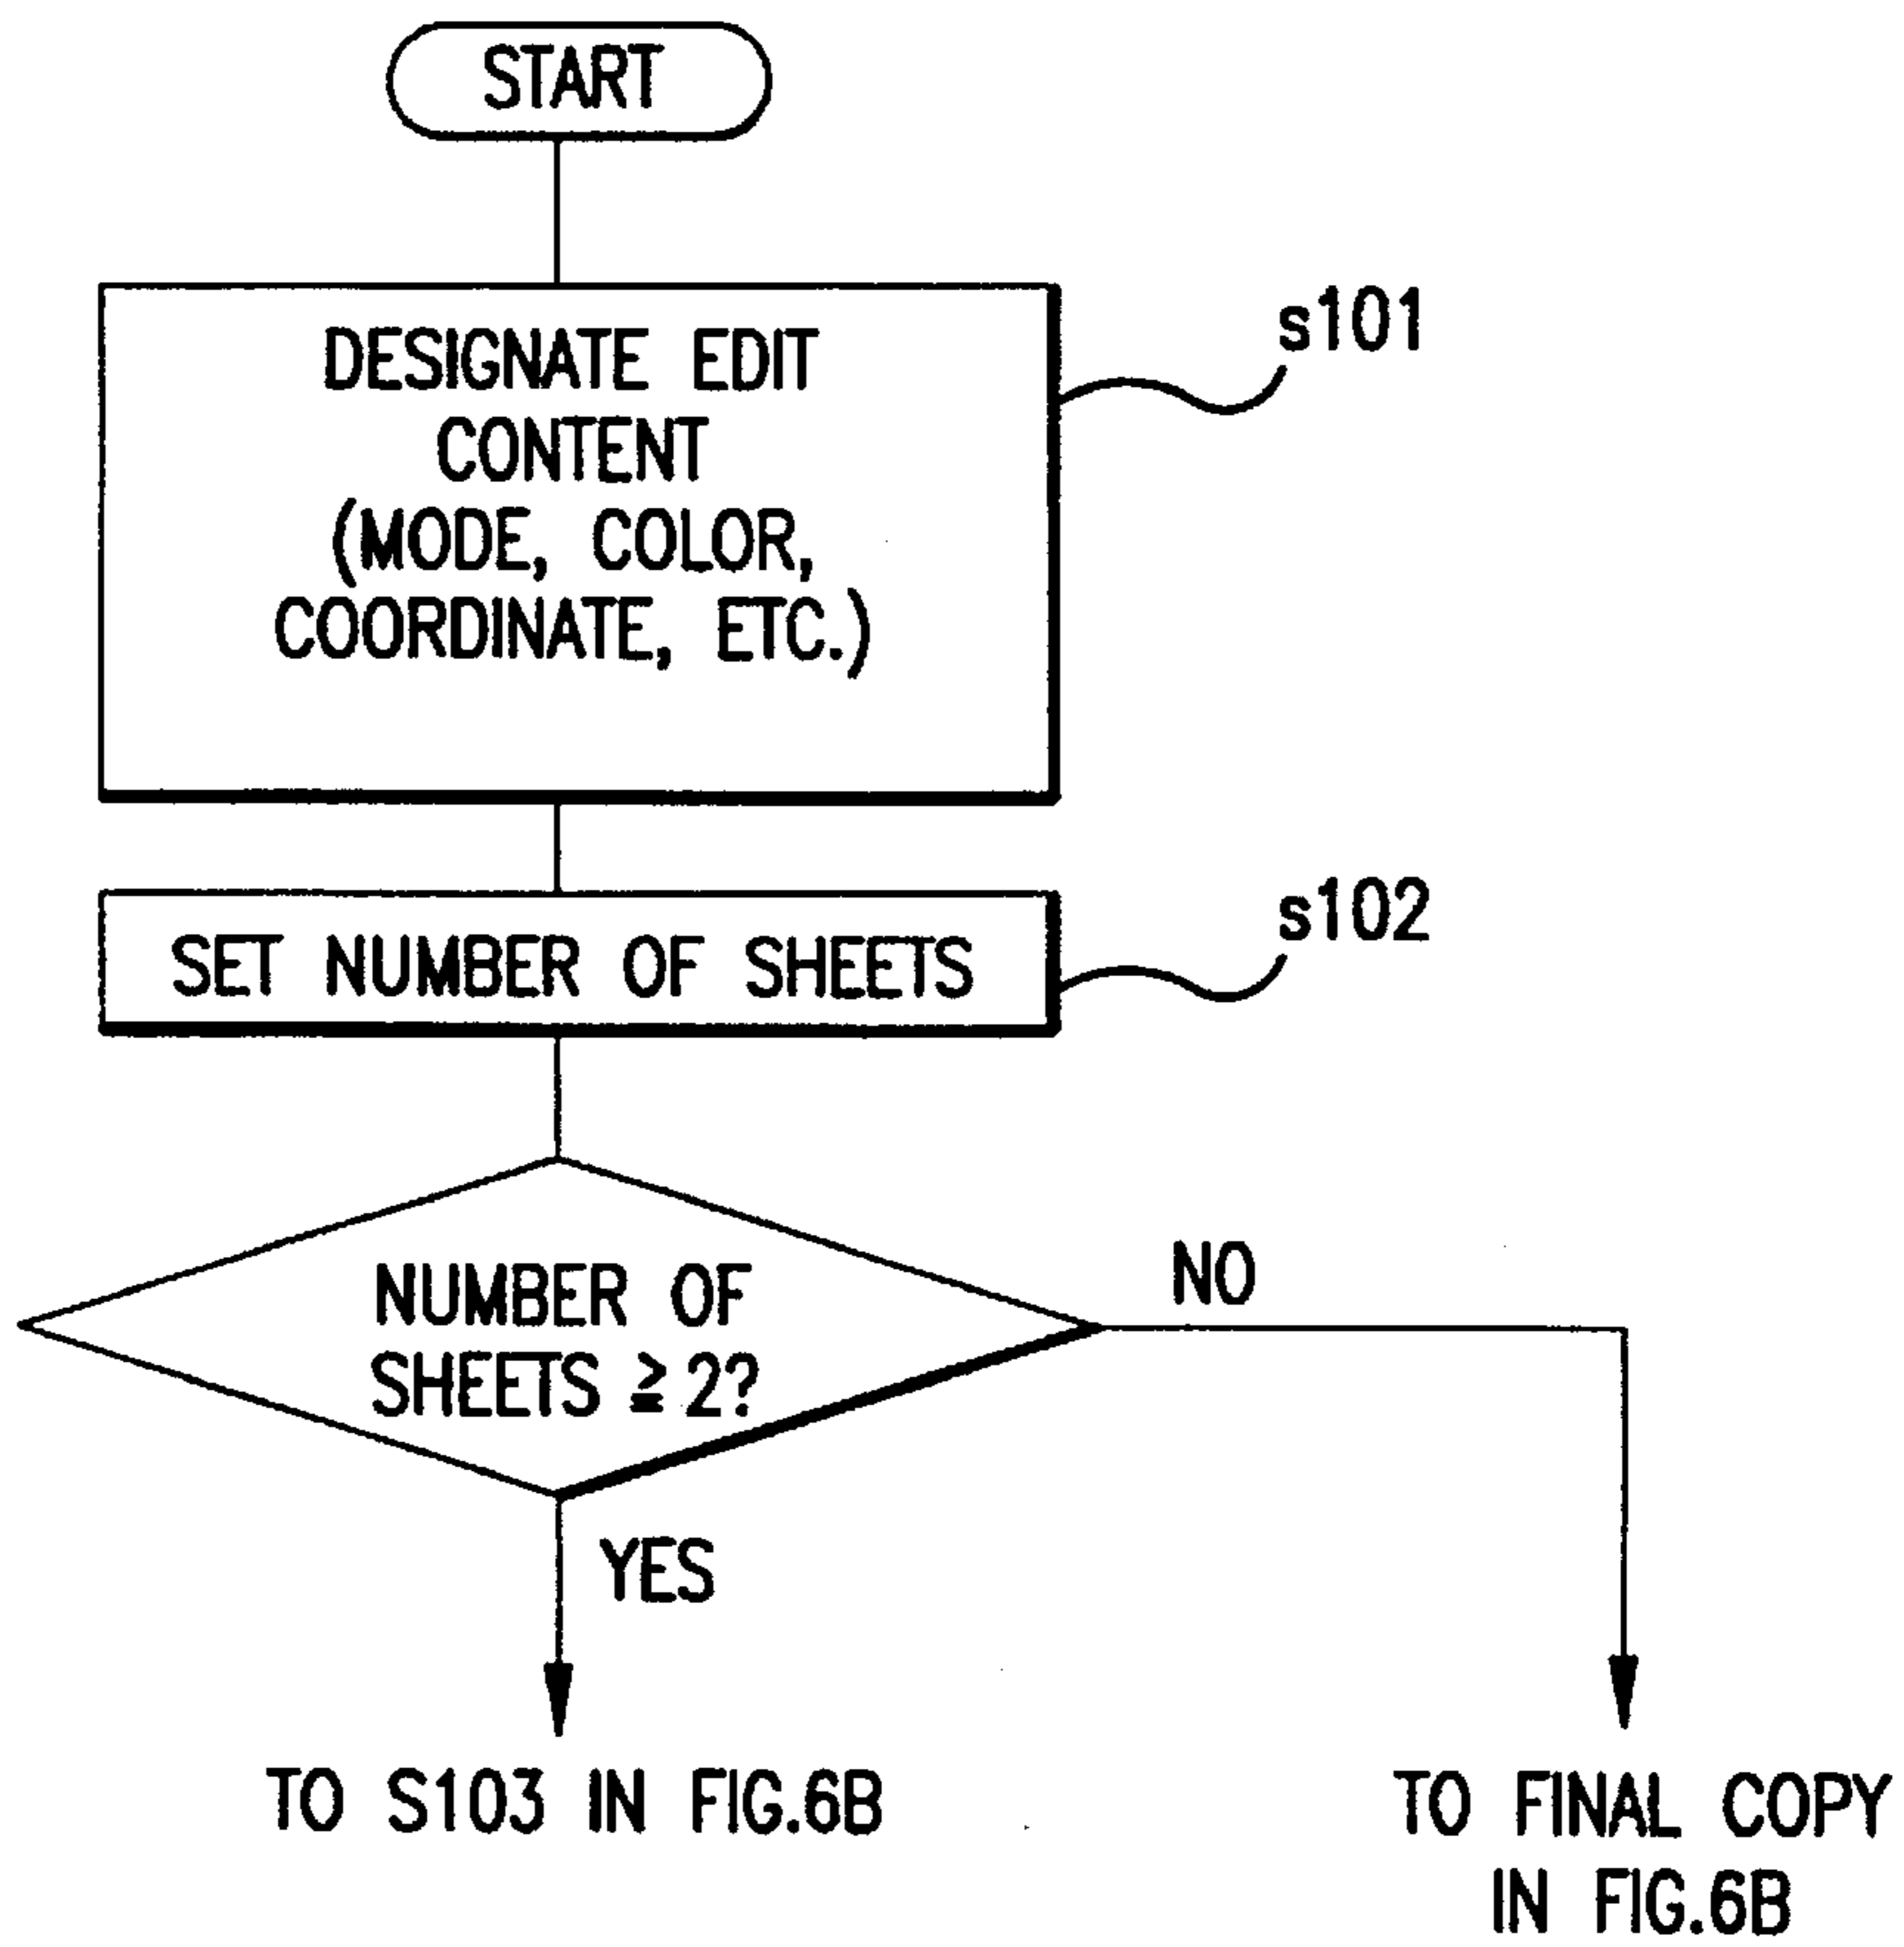 START
DESIGNATE EDIT
CONTENT
(MODE, COLOR,
COORDINATE, ETC.)
s101
SET NUMBER OF SHEETS
s102
NUMBER OF
SHEETS ≧ 2?
NO
YES
TO S103 IN FIG.6B
TO FINAL COPY
IN FIG.6B